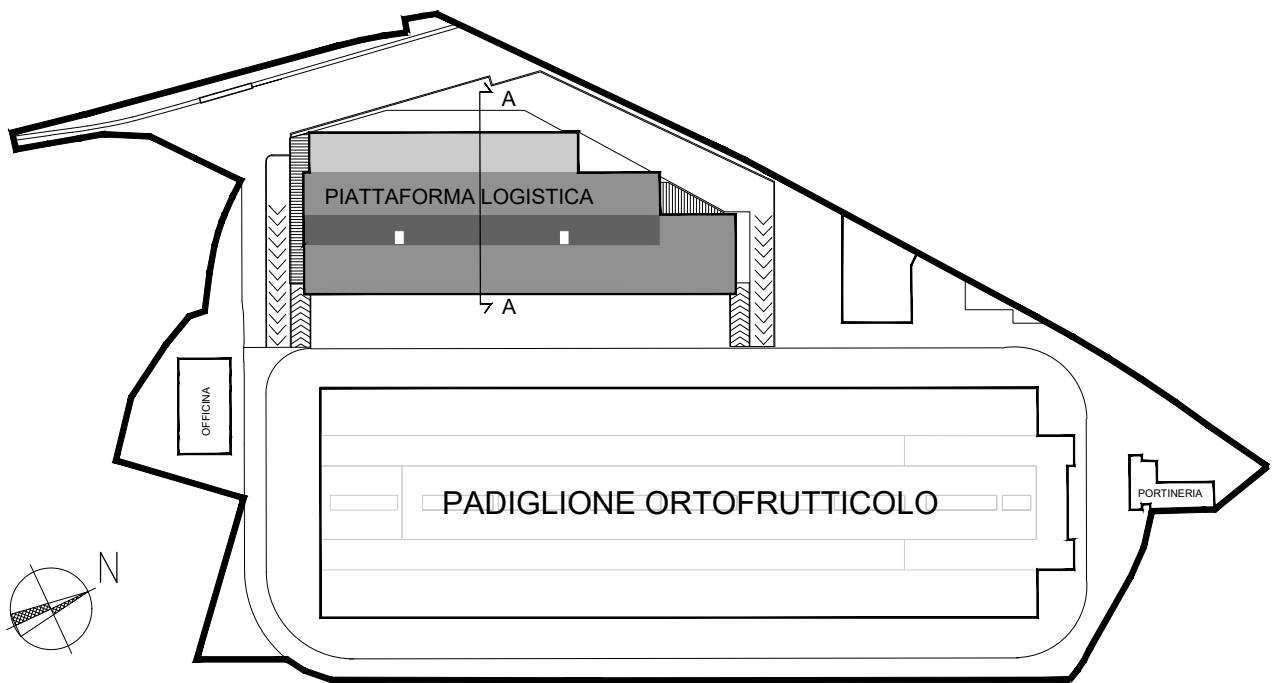 A
PIATTAFORMA LOGISTICA
A
OFFICINA
PADIGLIONE ORTOFRUTTICOLO
PORTINERIA
N